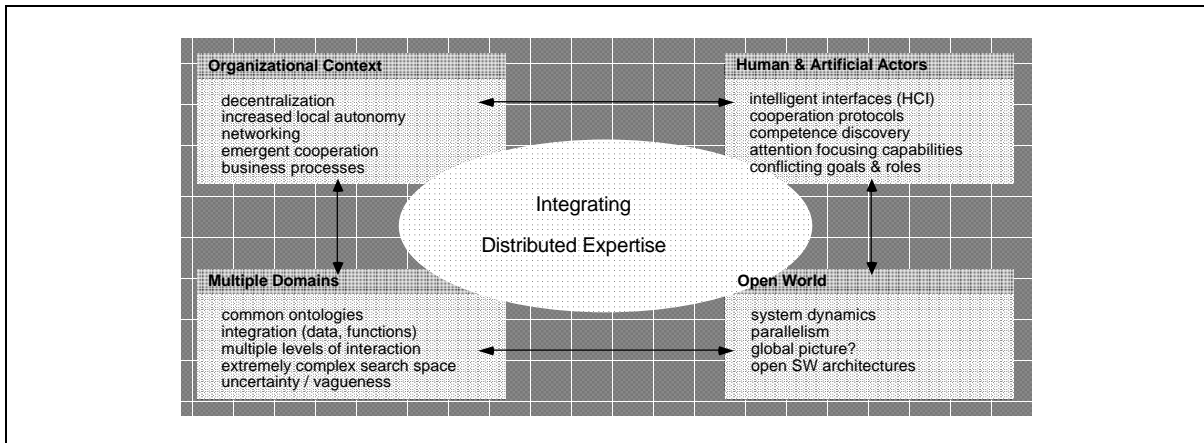 Organizational Context
decentralization
increased local autonomy
networking
emergent cooperation
business processes
Human & Artificial Actors
intelligent interfaces (HCI)
cooperation protocols
competence discovery
attention focusing capabilities
conflicting goals & roles
Integrating
Distributed Expertise
Multiple Domains
common ontologies
integration (data, functions)
multiple levels of interaction
extremely complex search space
uncertainty / vagueness
Open World
system dynamics
parallelism
global picture?
open SW architectures